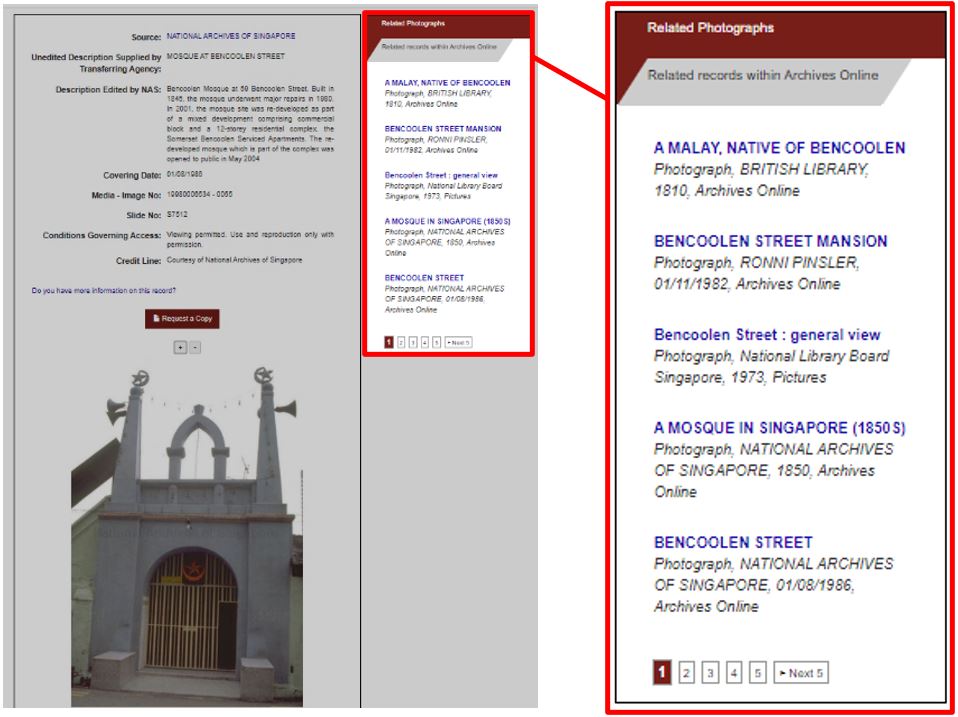 Source: NATIONAL ARCHIVES OF SINGAPORE
Unedited Description Supplied by Transferring Agency: MOSQUE AT BENCOOLEN STREET
Description Edited by NAS: Bencoolen Mosque at 59 Bencoolen Street. Built in
1845, the mosque underwent major repairs in 1980.
In 2001, the mosque site was re-developed as part
of a mixed development comprising commercial
block and a 12-storey residential complex, the
Somerset Bencoolen Serviced Apartments. The re-
developed mosque which is part of the complex was
opened to public in May 2004
Covering Date: 01/08/1986
Media - Image No: 19980005534 - 0055
Slide No: S7512
Conditions Governing Access: Viewing permitted. Use and reproduction only with
permission.
Credit Line: Courtesy of National Archives of Singapore
Do you have more information on this record?
Request a Copy
+ -
Related Photographs
Related records within Archives Online
A MALAY, NATIVE OF BENCOOLEN
Photograph, BRITISH LIBRARY,
1810, Archives Online
BENCOOLEN STREET MANSION
Photograph, RONNI PINSLER,
01/11/1982, Archives Online
Bencoolen Street : general view
Photograph, National Library Board
Singapore, 1973, Pictures
A MOSQUE IN SINGAPORE (1850S)
Photograph, NATIONAL ARCHIVES
OF SINGAPORE, 1850, Archives
Online
BENCOOLEN STREET
Photograph, NATIONAL ARCHIVES
OF SINGAPORE, 01/08/1986,
Archives Online
1 2 3 4 5 ► Next 5
Related Photographs
Related records within Archives Online
A MALAY, NATIVE OF BENCOOLEN
Photograph, BRITISH LIBRARY,
1810, Archives Online
BENCOOLEN STREET MANSION
Photograph, RONNI PINSLER,
01/11/1982, Archives Online
Bencoolen Street : general view
Photograph, National Library Board
Singapore, 1973, Pictures
A MOSQUE IN SINGAPORE (1850S)
Photograph, NATIONAL ARCHIVES
OF SINGAPORE, 1850, Archives
Online
BENCOOLEN STREET
Photograph, NATIONAL ARCHIVES
OF SINGAPORE, 01/08/1986,
Archives Online
1 2 3 4 5 ► Next 5